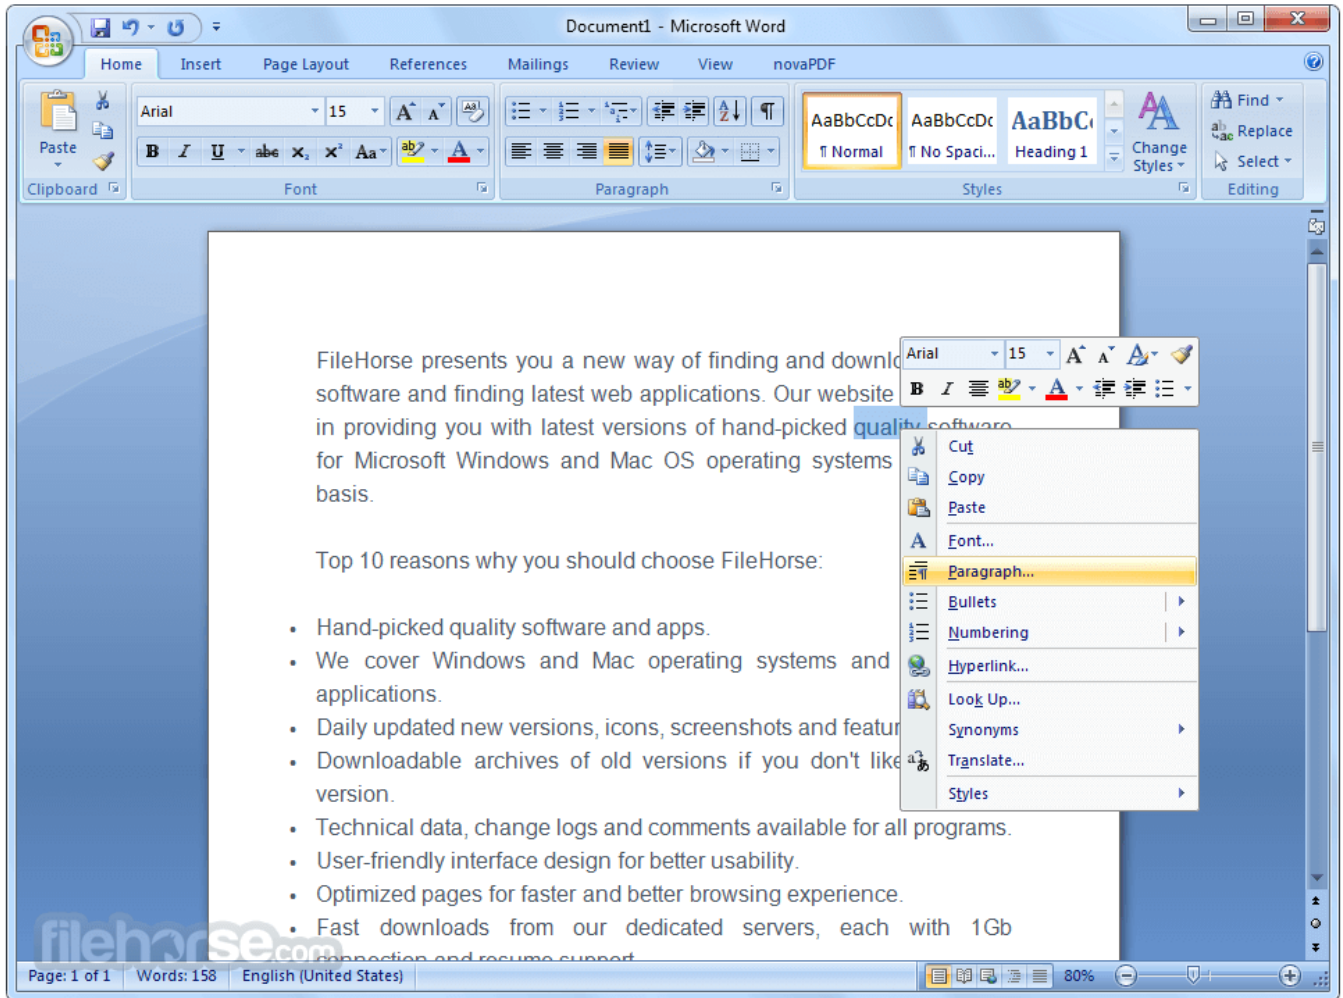 Document1 - Microsoft Word
Home Insert Page Layout References Mailings Review View novaPDF
Arial 15
AaBbCcDc AaBbCcDc AaBbC
Find
Replace
Select
Paste
B I U abc x₂ x² Aa
¶ Normal ¶ No Spaci... Heading 1
Change
Styles
Clipboard Font Paragraph Styles Editing
FileHorse presents you a new way of finding and downlo
software and finding latest web applications. Our website
in providing you with latest versions of hand-picked quality software
for Microsoft Windows and Mac OS operating systems
basis.
Top 10 reasons why you should choose FileHorse:
• Hand-picked quality software and apps.
• We cover Windows and Mac operating systems and
applications.
• Daily updated new versions, icons, screenshots and featur
• Downloadable archives of old versions if you don't like
version.
• Technical data, change logs and comments available for all programs.
• User-friendly interface design for better usability.
• Optimized pages for faster and better browsing experience.
• Fast downloads from our dedicated servers, each with 1Gb
connection and resume support.
Arial 15
B I
Cut
Copy
Paste
Font...
Paragraph...
Bullets
Numbering
Hyperlink...
Look Up...
Synonyms
Translate...
Styles
filehorse.com
Page: 1 of 1 Words: 158 English (United States) 80%